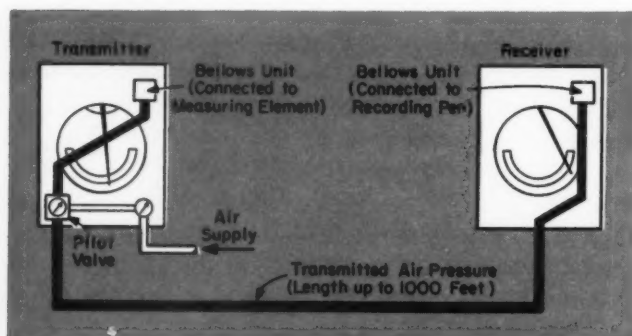 Transmitter
Receiver
Bellows Unit
(Connected to
Measuring Element)
Bellows Unit
(Connected to
Recording Pen)
Air
Supply
Pilot
Valve
Transmitted Air Pressure
(Length up to 1000 Feet)